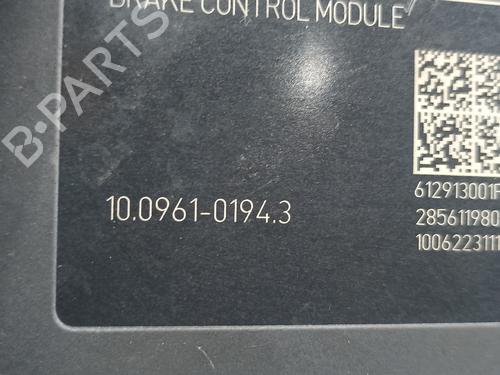 BRAKE CONTROL MODULE
B-PARTS
10.0961-0194.3
612913001F
285611980
1006223111